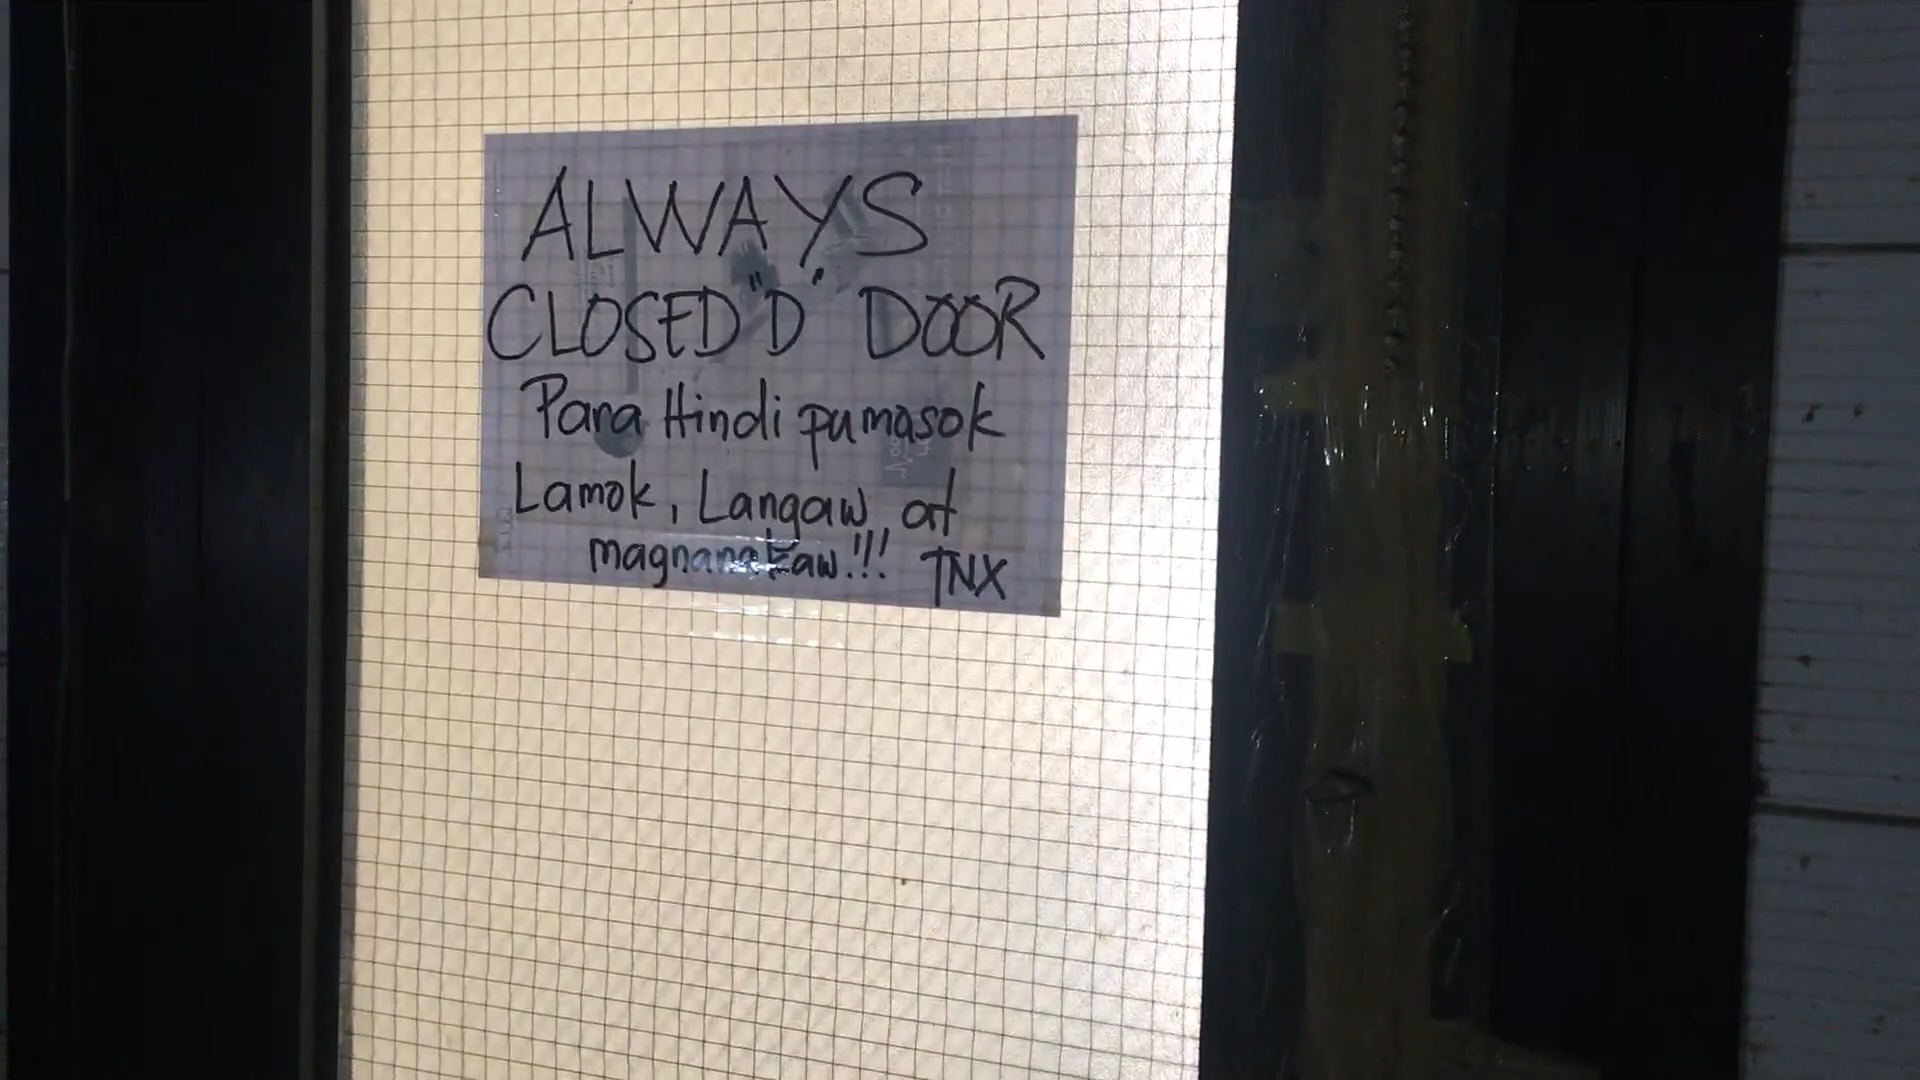 ALWAYS
CLOSED "D" DOOR
Para Hindi pumasok
Lamok, Langaw, at
magnanakaw!!! TNX